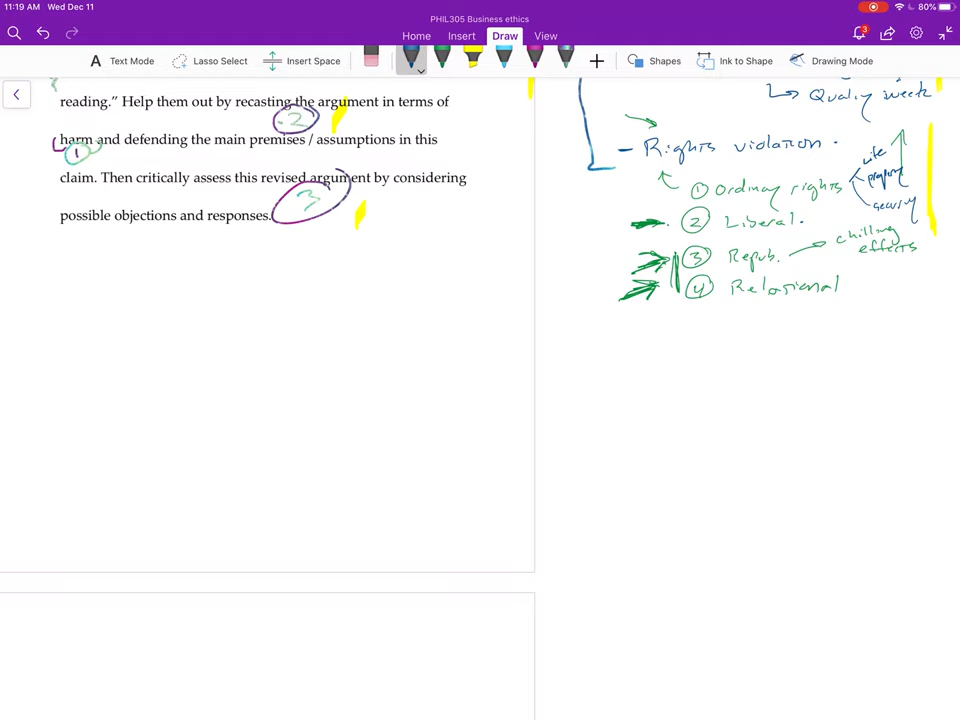 11:19 AM Wed Dec 11
PHIL305 Business ethics
80%
Home Insert Draw View
3
A Text Mode Lasso Select Insert Space Shapes Ink to Shape Drawing Mode
reading.” Help them out by recasting the argument in terms of
harm and defending the main premises / assumptions in this
claim. Then critically assess this revised argument by considering
possible objections and responses.
1
2
3
Quality week
- Rights violation.
① Ordinary rights
life
property
security
② Liberal.
③ Repub. → chilling
effects
④ Relational